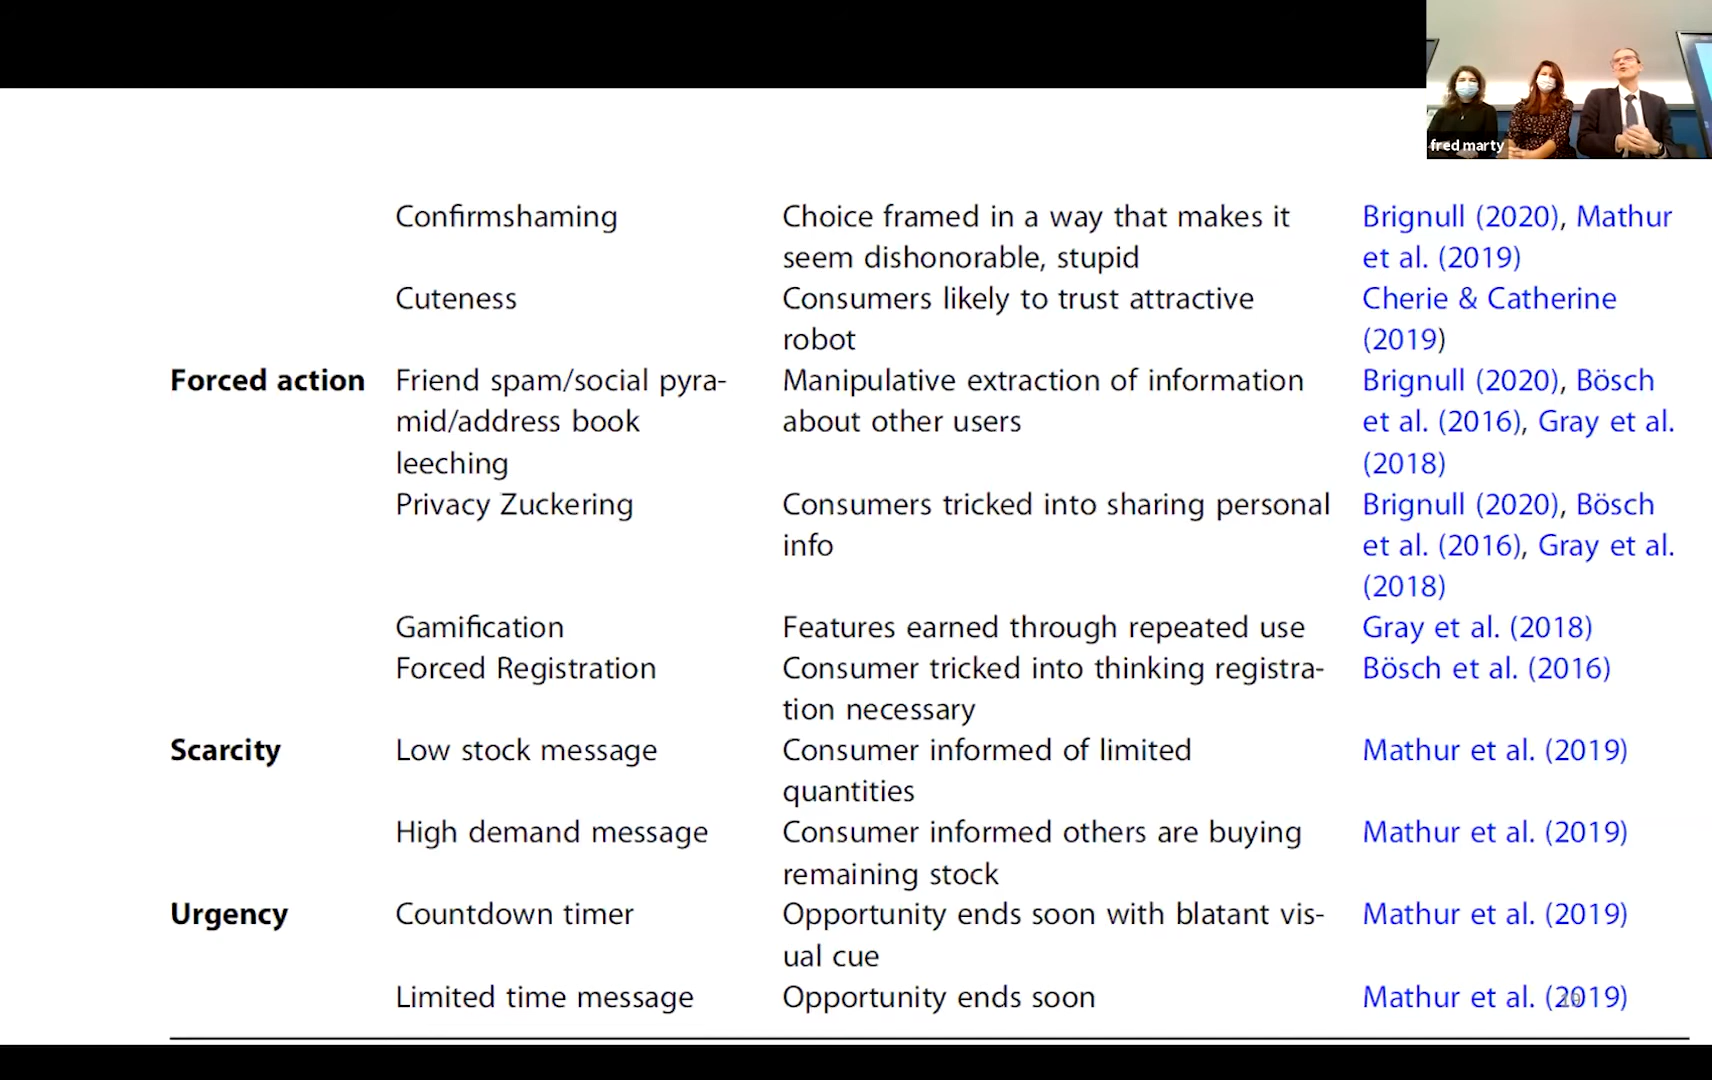 fred marty
Confirmshaming Choice framed in a way that makes it Brignull (2020), Mathur
seem dishonorable, stupid et al. (2019)
Cuteness Consumers likely to trust attractive Cherie & Catherine
robot (2019)
Forced action Friend spam/social pyra- Manipulative extraction of information Brignull (2020), Bösch
mid/address book about other users et al. (2016), Gray et al.
leeching (2018)
Privacy Zuckering Consumers tricked into sharing personal Brignull (2020), Bösch
info et al. (2016), Gray et al.
(2018)
Gamification Features earned through repeated use Gray et al. (2018)
Forced Registration Consumer tricked into thinking registra- Bösch et al. (2016)
tion necessary
Scarcity Low stock message Consumer informed of limited Mathur et al. (2019)
quantities
High demand message Consumer informed others are buying Mathur et al. (2019)
remaining stock
Urgency Countdown timer Opportunity ends soon with blatant vis- Mathur et al. (2019)
ual cue
Limited time message Opportunity ends soon Mathur et al. (2019)